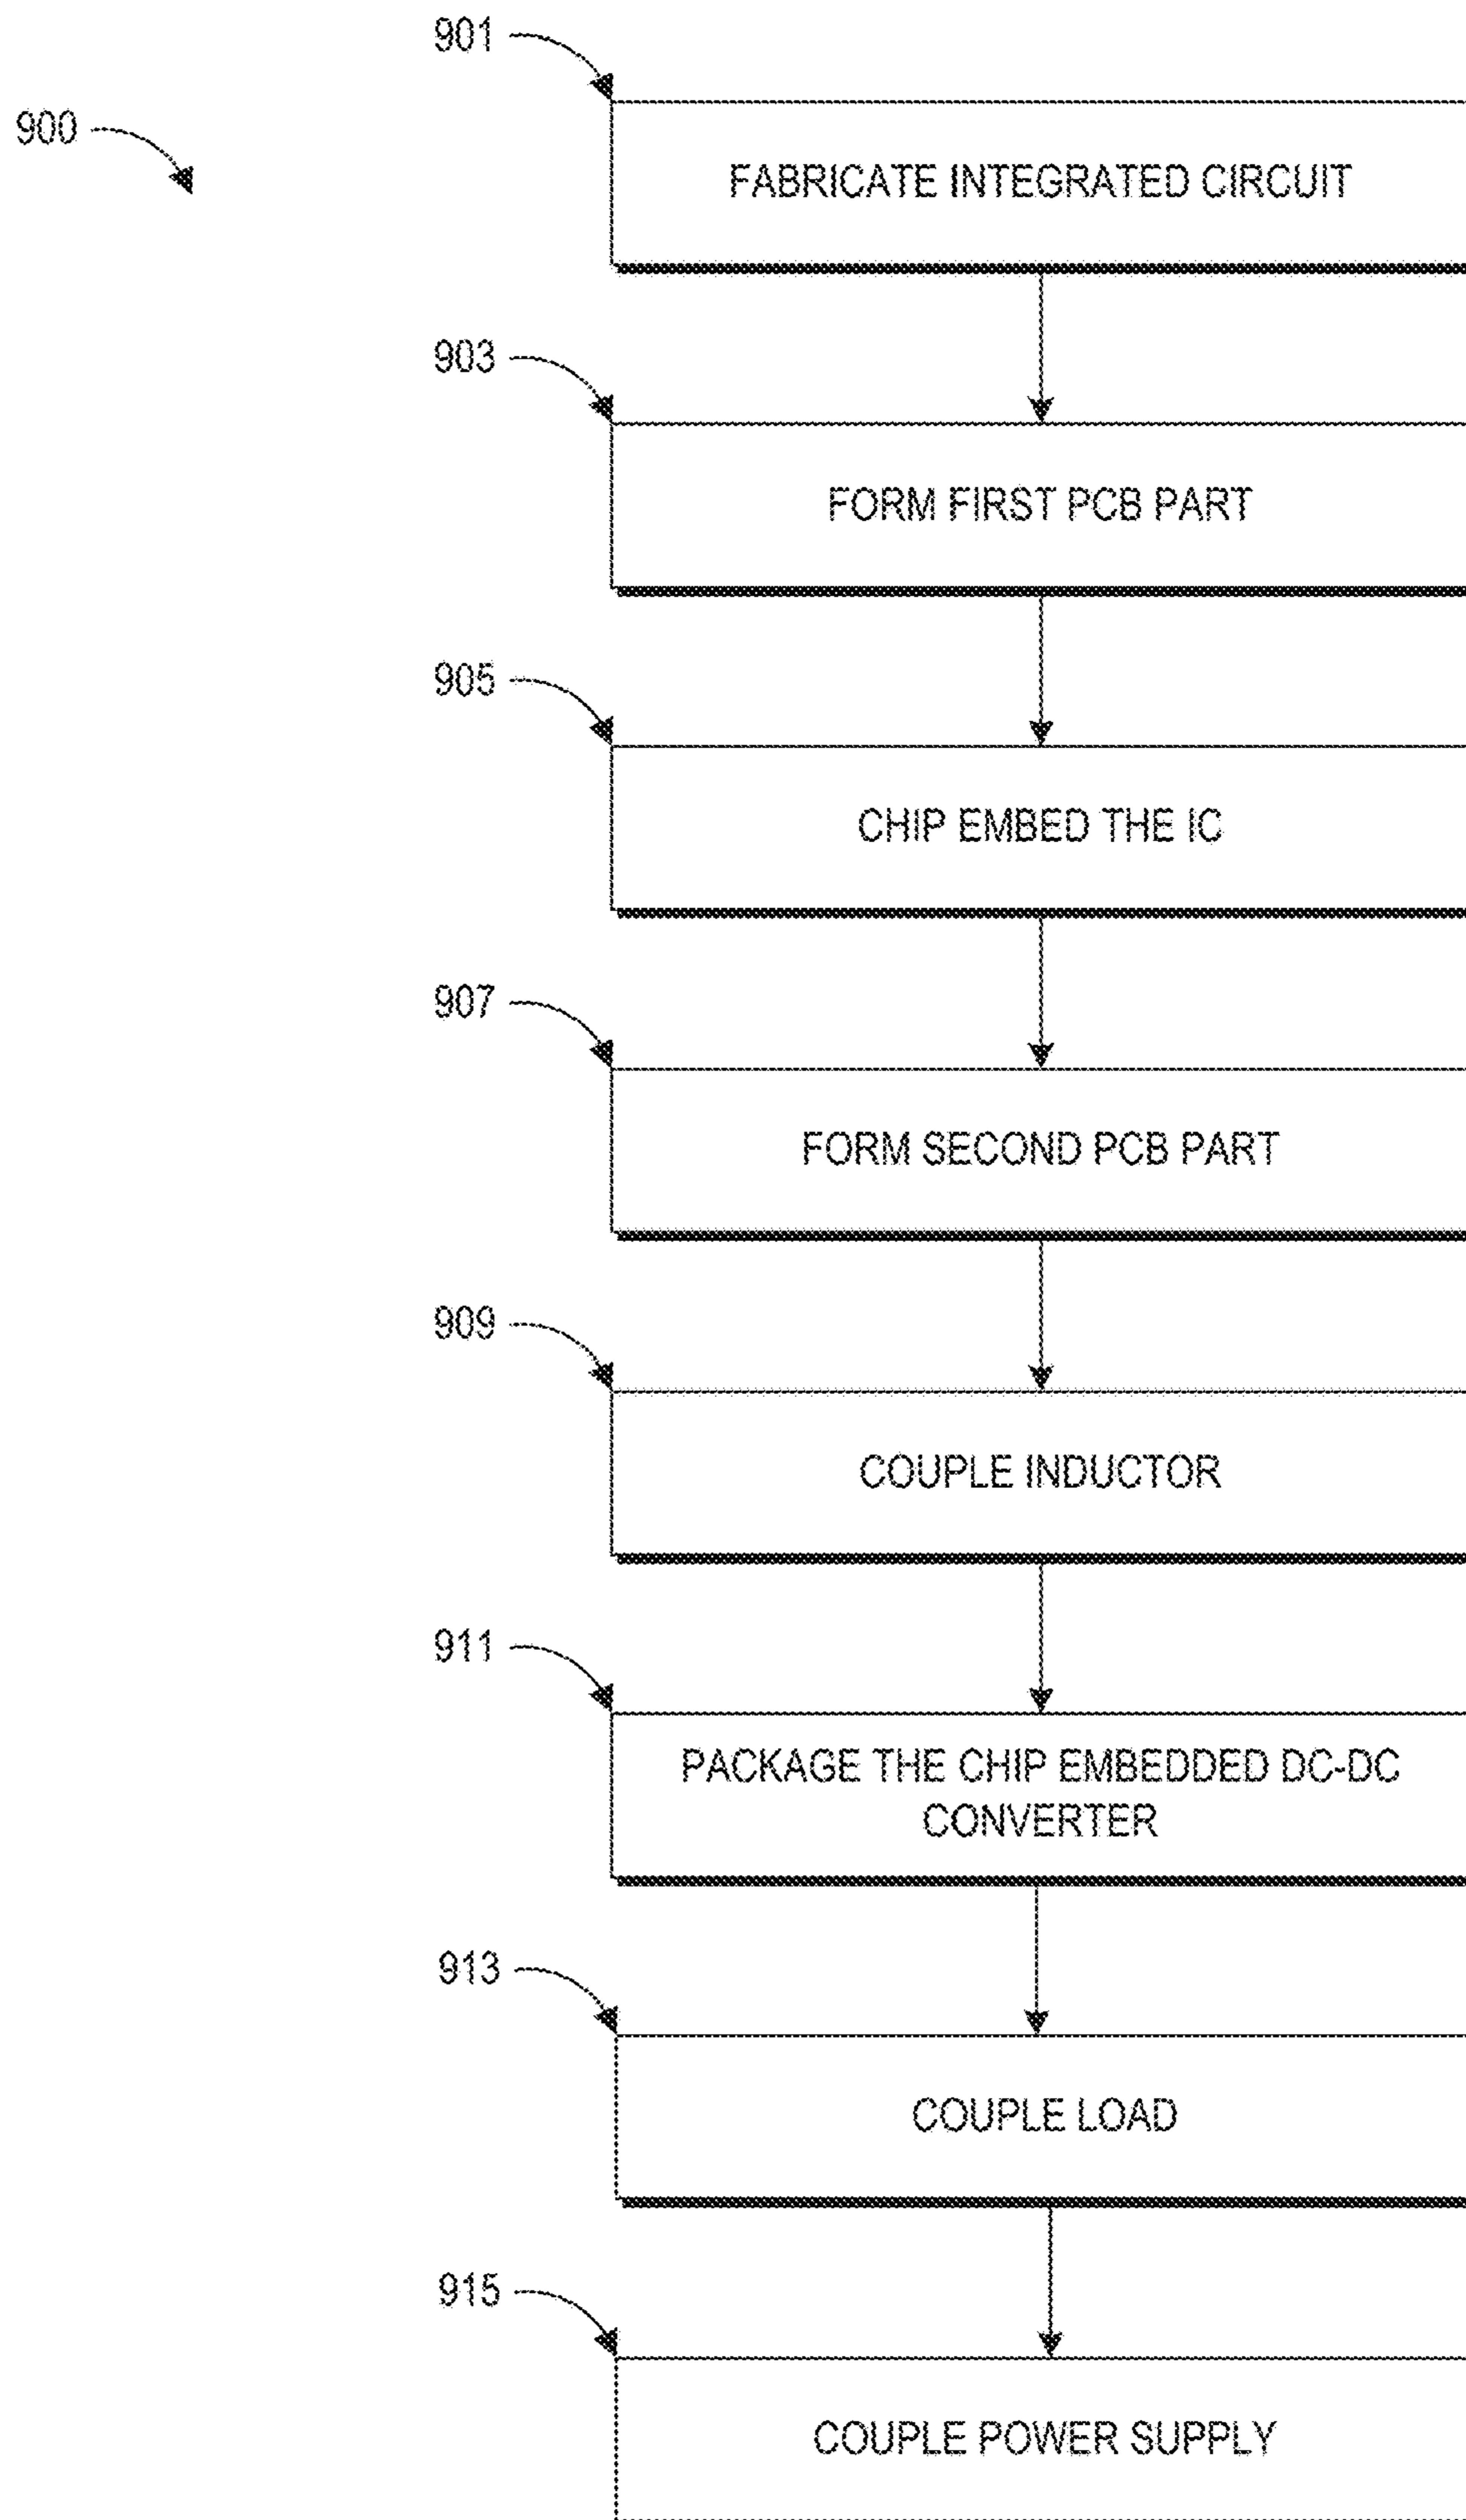 901
900
FABRICATE INTEGRATED CIRCUIT
903
FORM FIRST PCB PART
905
CHIP EMBED THE IC
907
FORM SECOND PCB PART
909
COUPLE INDUCTOR
911
PACKAGE THE CHIP EMBEDDED DC-DC
CONVERTER
913
COUPLE LOAD
915
COUPLE POWER SUPPLY